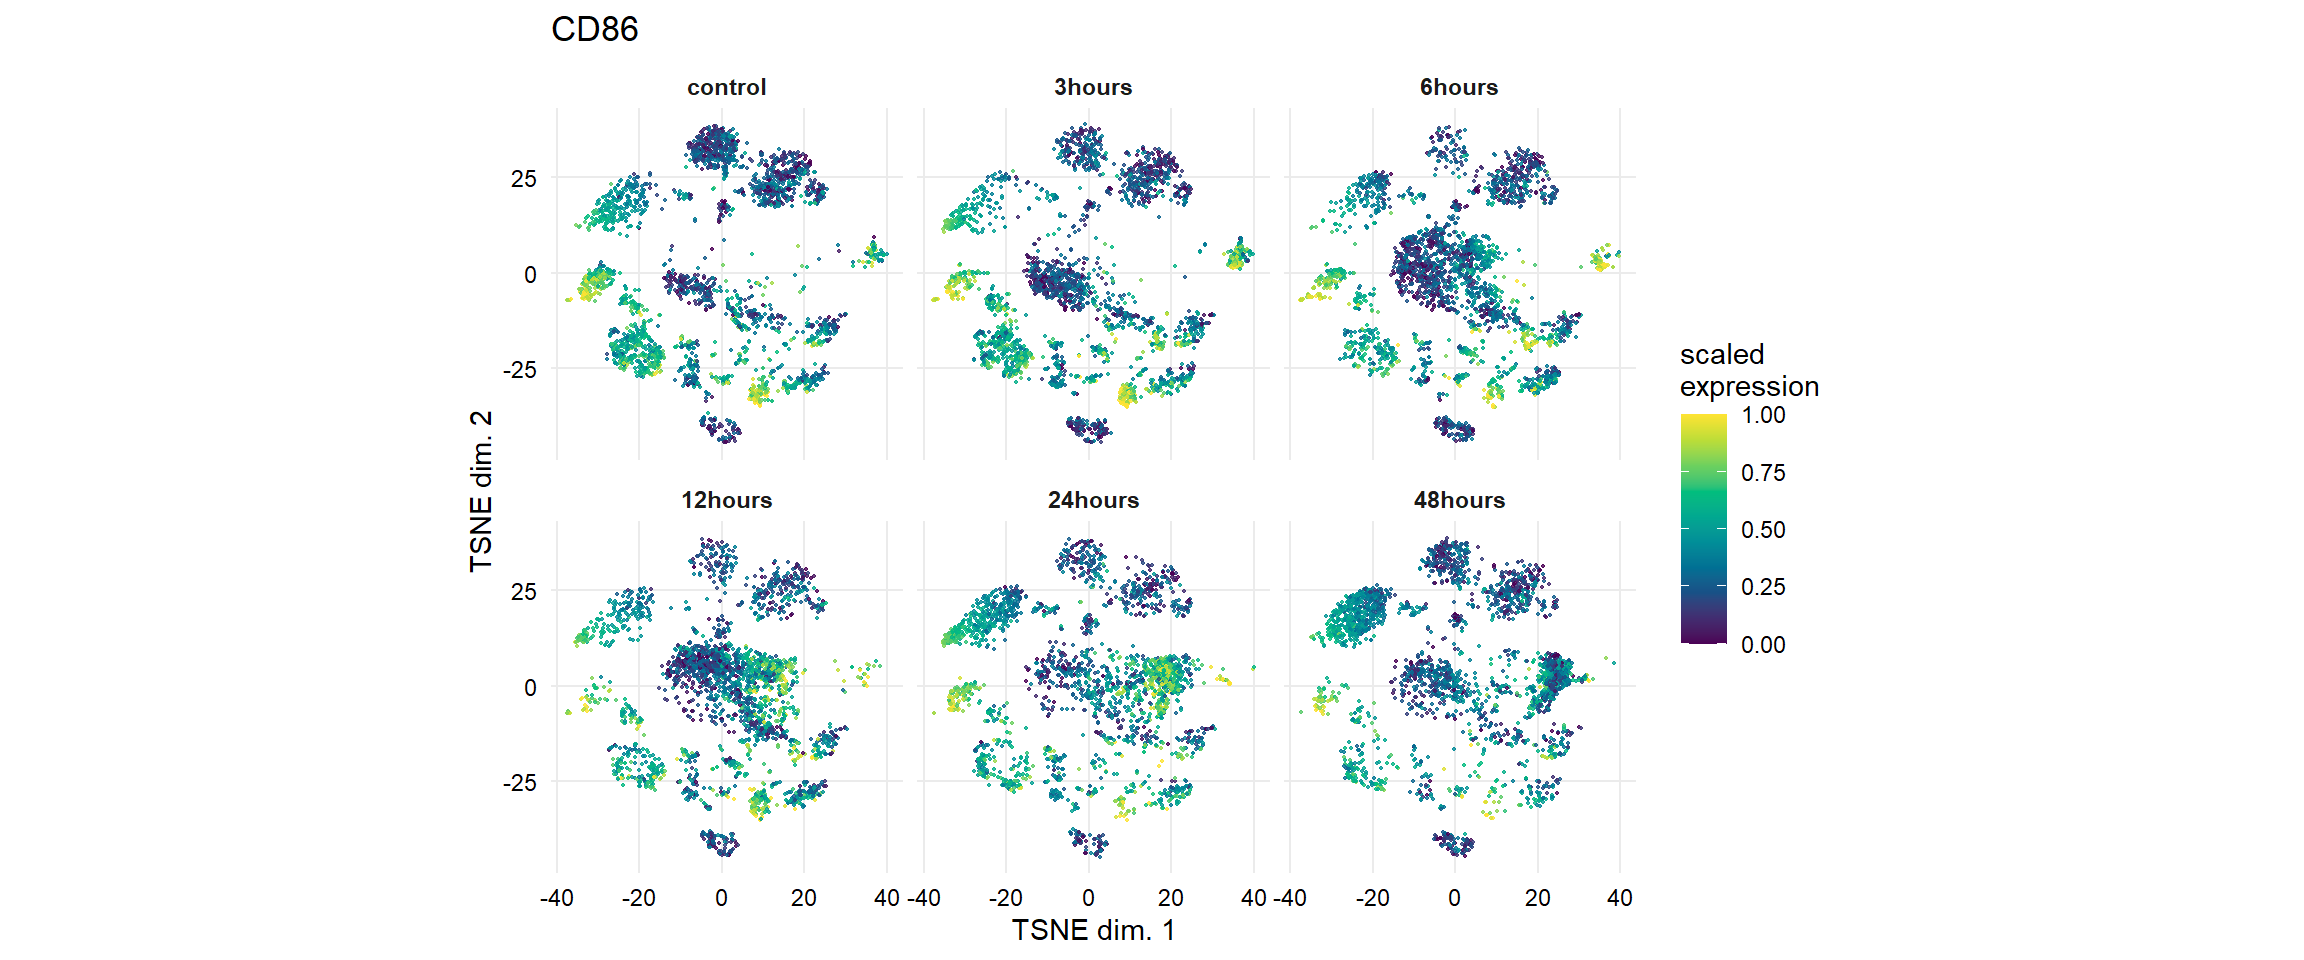 CD86
control 3hours 6hours
25
0
-25
12hours 24hours 48hours
25
0
-25
-40 -20 0 20 40 -40 -20 0 20 40 -40 -20 0 20 40
TSNE dim. 1
TSNE dim. 2
scaled
expression
1.00
0.75
0.50
0.25
0.00